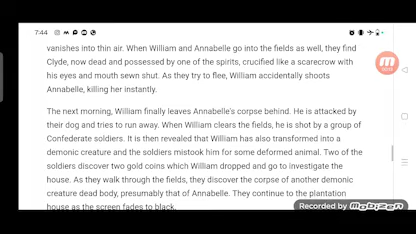 7:44
vanishes into thin air. When William and Annabelle go into the fields as well, they find
Clyde, now dead and possessed by one of the spirits, crucified like a scarecrow with
his eyes and mouth sewn shut. As they try to flee, William accidentally shoots
Annabelle, killing her instantly.
The next morning, William finally leaves Annabelle's corpse behind. He is attacked by
their dog and tries to run away. When William clears the fields, he is shot by a group of
Confederate soldiers. It is then revealed that William has also transformed into a
demonic creature and the soldiers mistook him for some deformed animal. Two of the
soldiers discover two gold coins which William dropped and go to investigate the
house. As they walk through the fields, they discover the corpse of another demonic
creature dead body, presumably that of Annabelle. They continue to the plantation
house as the screen fades to black.
Recorded by Mobizen